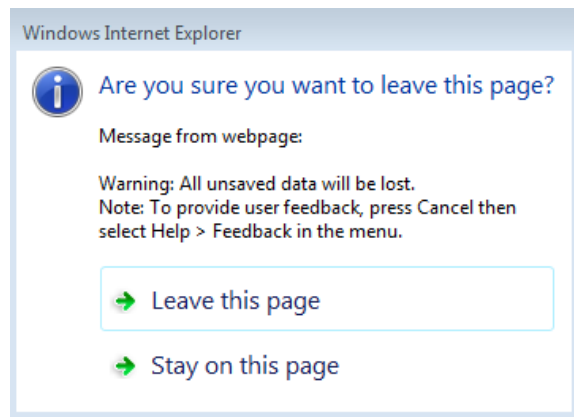 Windows Internet Explorer
Are you sure you want to leave this page?
Message from webpage:
Warning: All unsaved data will be lost.
Note: To provide user feedback, press Cancel then
select Help > Feedback in the menu.
Leave this page
Stay on this page